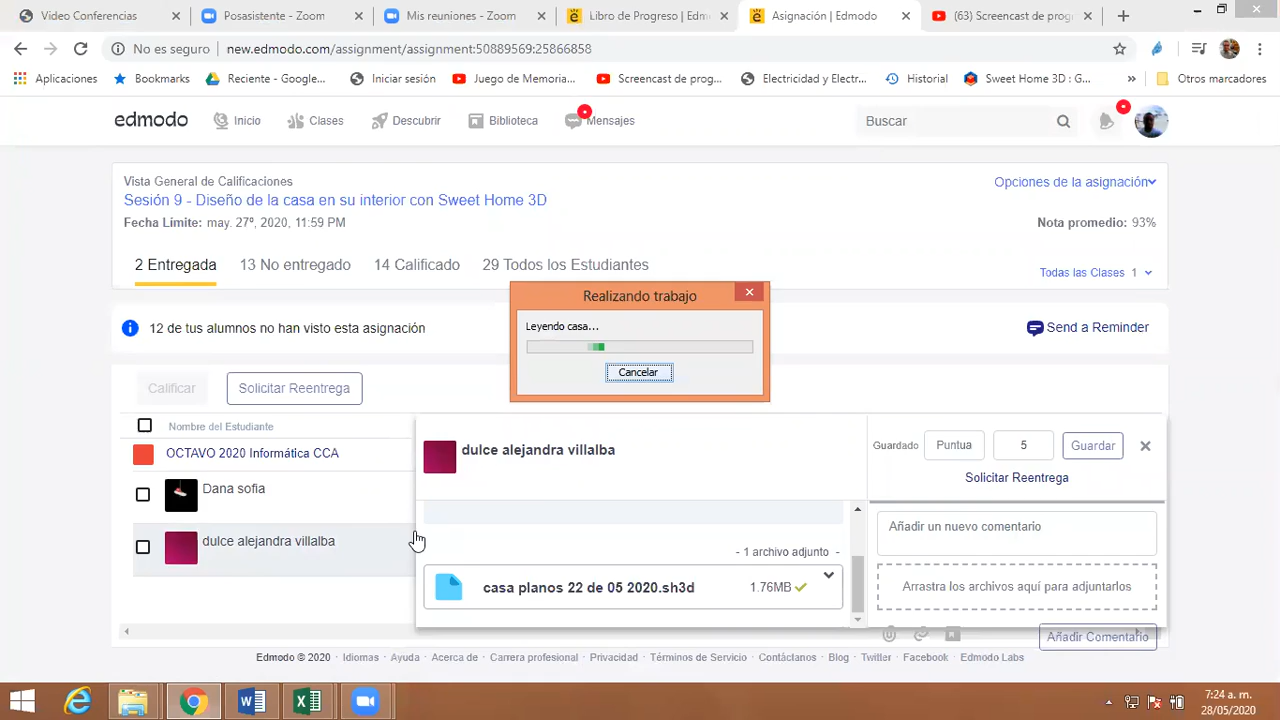 Video Conferencias
Posasistente - Zoom
Mis reuniones - Zoom
Libro de Progreso | Edm
Asignación | Edmodo
(63) Screencast de prog
No es seguro new.edmodo.com/assignment/assignment:50889569:25866858
Aplicaciones Bookmarks Reciente - Google... Iniciar sesión Juego de Memoria... Screencast de prog... Electricidad y Electr... Historial Sweet Home 3D : G... » Otros marcadores
edmodo Inicio Clases Descubrir Biblioteca Mensajes Buscar
Vista General de Calificaciones
Opciones de la asignación
Sesión 9 - Diseño de la casa en su interior con Sweet Home 3D
Fecha Límite: may. 27º, 2020, 11:59 PM
Nota promedio: 93%
2 Entregada 13 No entregado 14 Calificado 29 Todos los Estudiantes
Todas las Clases 1
Realizando trabajo
Leyendo casa...
Cancelar
12 de tus alumnos no han visto esta asignación
Send a Reminder
Calificar Solicitar Reentrega
Nombre del Estudiante
OCTAVO 2020 Informática CCA
Dana sofia
dulce alejandra villalba
dulce alejandra villalba
Guardado Puntua 5 Guardar
Solicitar Reentrega
Añadir un nuevo comentario
- 1 archivo adjunto -
casa planos 22 de 05 2020.sh3d 1.76MB
Arrastra los archivos aquí para adjuntarlos
Añadir Comentario
Edmodo © 2020 Idiomas Ayuda Acerca de Carrera profesional Privacidad Términos de Servicio Contáctanos Blog Twitter Facebook Edmodo Labs
7:24 a. m.
28/05/2020